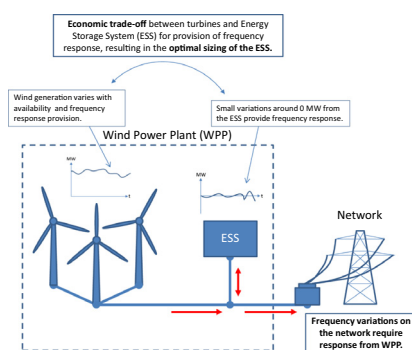 Economic trade-off between turbines and Energy
Storage System (ESS) for provision of frequency
response, resulting in the optimal sizing of the ESS.
Wind generation varies with
availability and frequency
response provision.
Small variations around 0 MW from
the ESS provide frequency response.
Wind Power Plant (WPP)
MW
t
MW
t
Network
ESS
Frequency variations on
the network require
response from WPP.